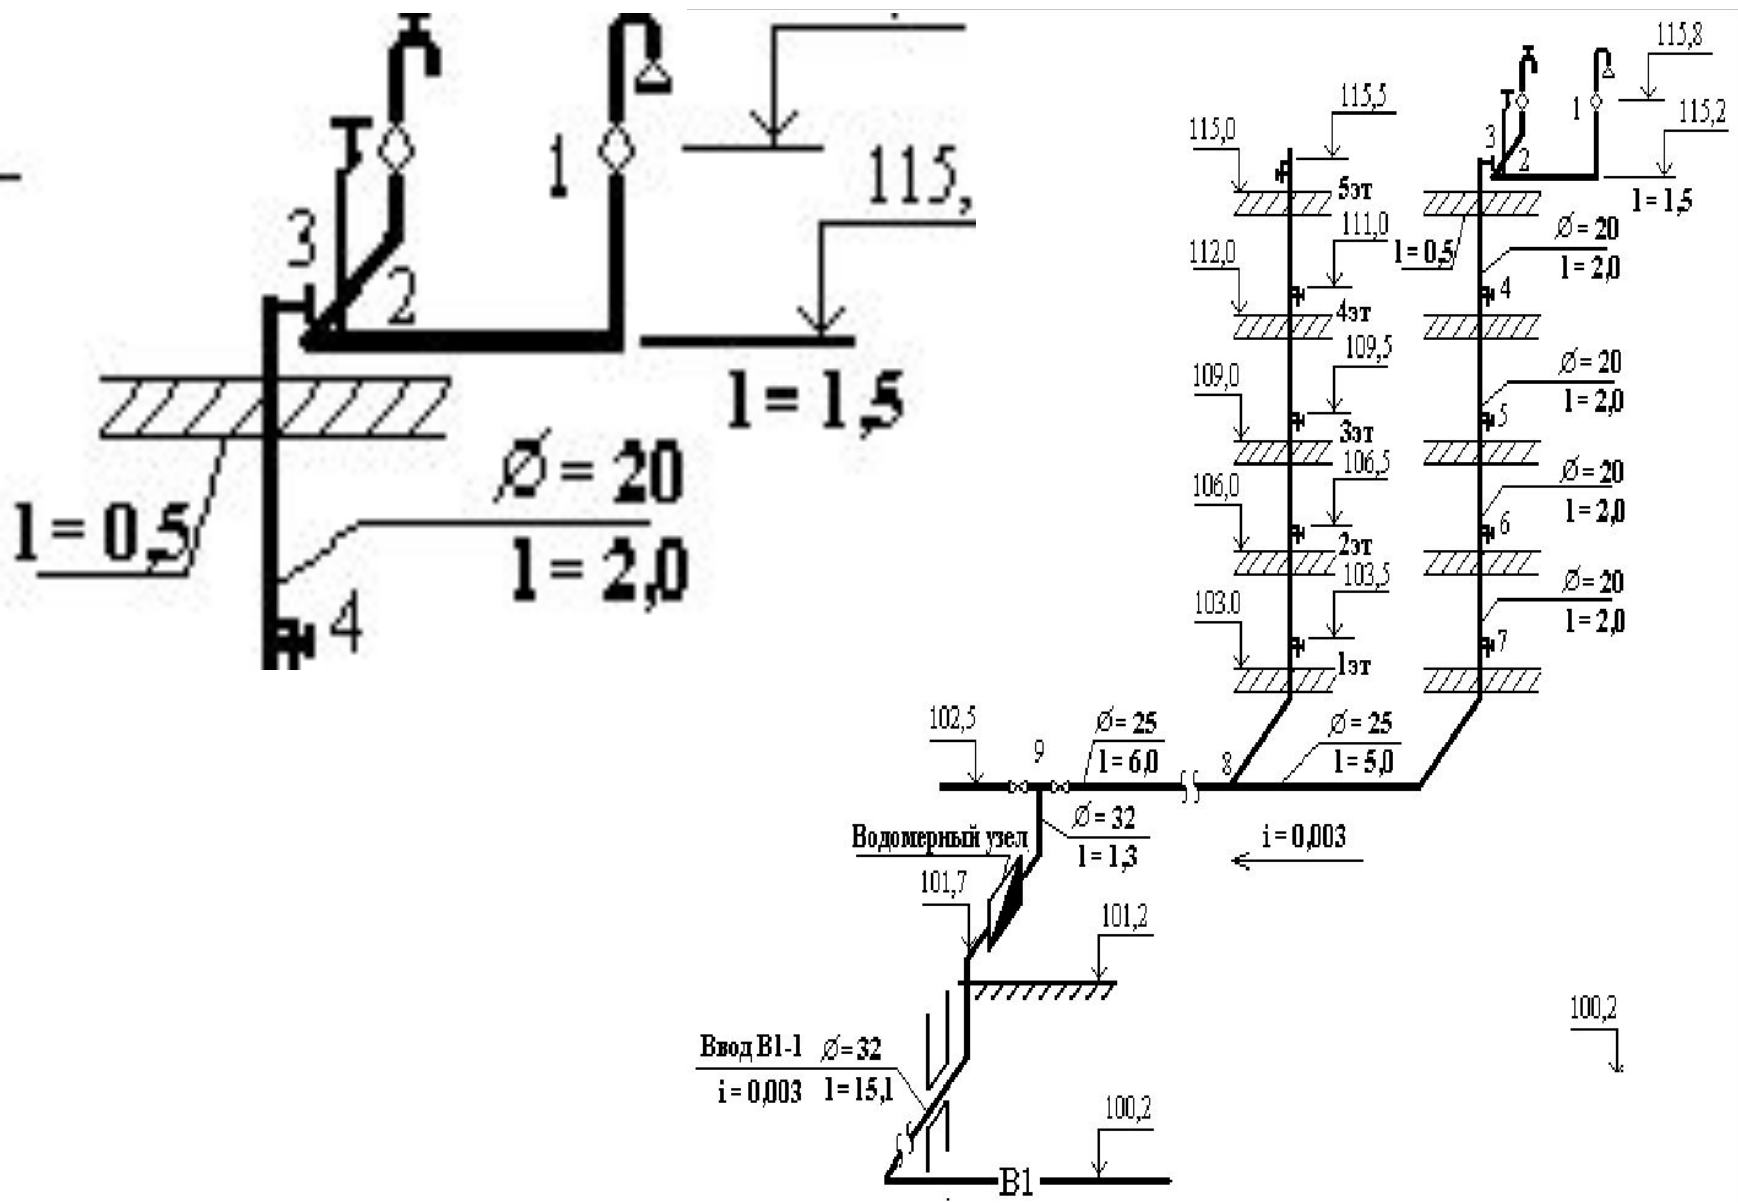 1
115,
3
2
l = 1,5
Ø = 20
l = 0,5
l = 2,0
4
115,8
115,5
1
115,2
115,0
3
2
5эт
l = 1,5
111,0
Ø = 20
112,0
l = 0,5
l = 2,0
4
4эт
109,5
Ø = 20
109,0
l = 2,0
5
3эт
106,5
Ø = 20
106,0
l = 2,0
6
2эт
103,5
Ø = 20
103.0
l = 2,0
7
1эт
102,5
Ø = 25
Ø = 25
9
l = 6,0
8
l = 5,0
Ø = 32
Водомерный узел
l = 1,3
i = 0,003
101,7
101,2
100,2
Ввод В1-1 Ø = 32
i = 0,003 l = 15,1
100,2
В1